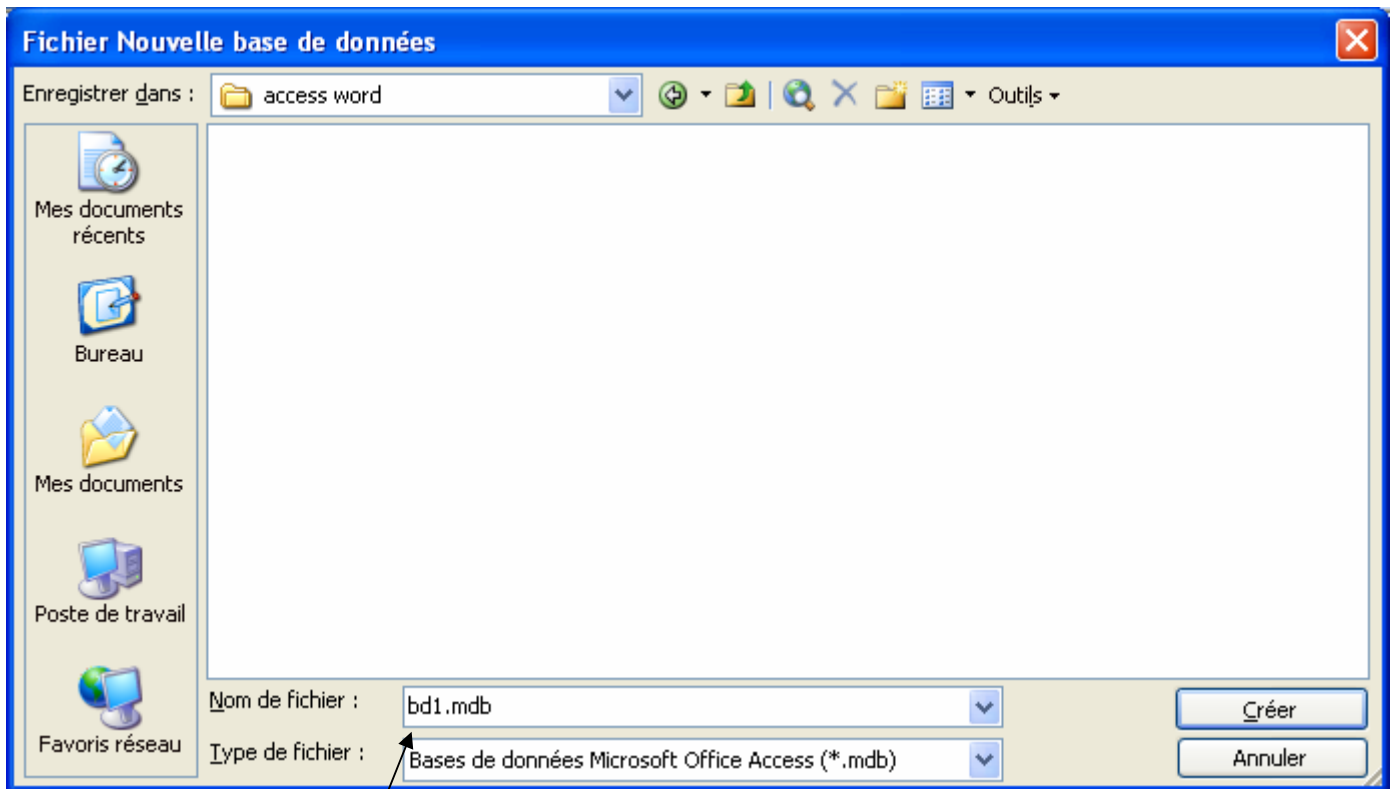 Fichier Nouvelle base de données
Enregistrer dans : access word Outils
Mes documents
récents
Bureau
Mes documents
Poste de travail
Favoris réseau
Nom de fichier : bd1.mdb Créer
Type de fichier : Bases de données Microsoft Office Access (*.mdb) Annuler